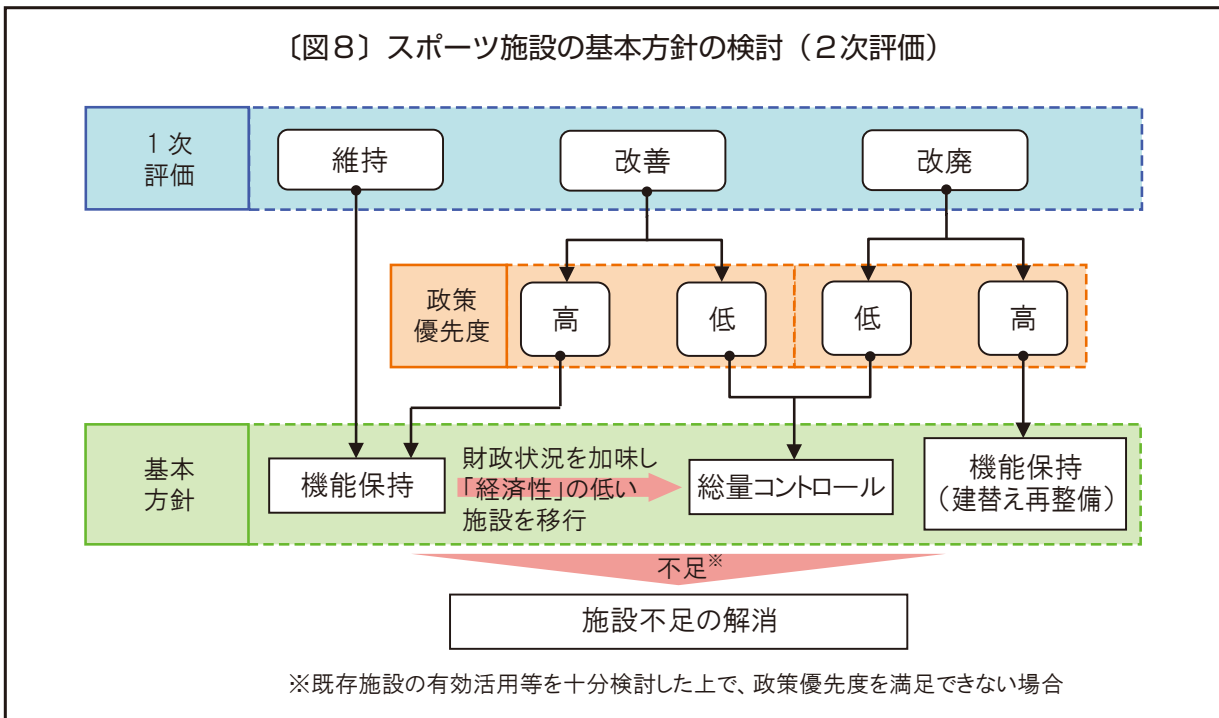 〔図８〕スポーツ施設の基本方針の検討（２次評価）
１次
評価
維持
改善
改廃
政策
優先度
高
低
低
高
基本
方針
機能保持
財政状況を加味し
「経済性」の低い
施設を移行
総量コントロール
機能保持
（建替え再整備）
不足※
施設不足の解消
※既存施設の有効活用等を十分検討した上で、政策優先度を満足できない場合